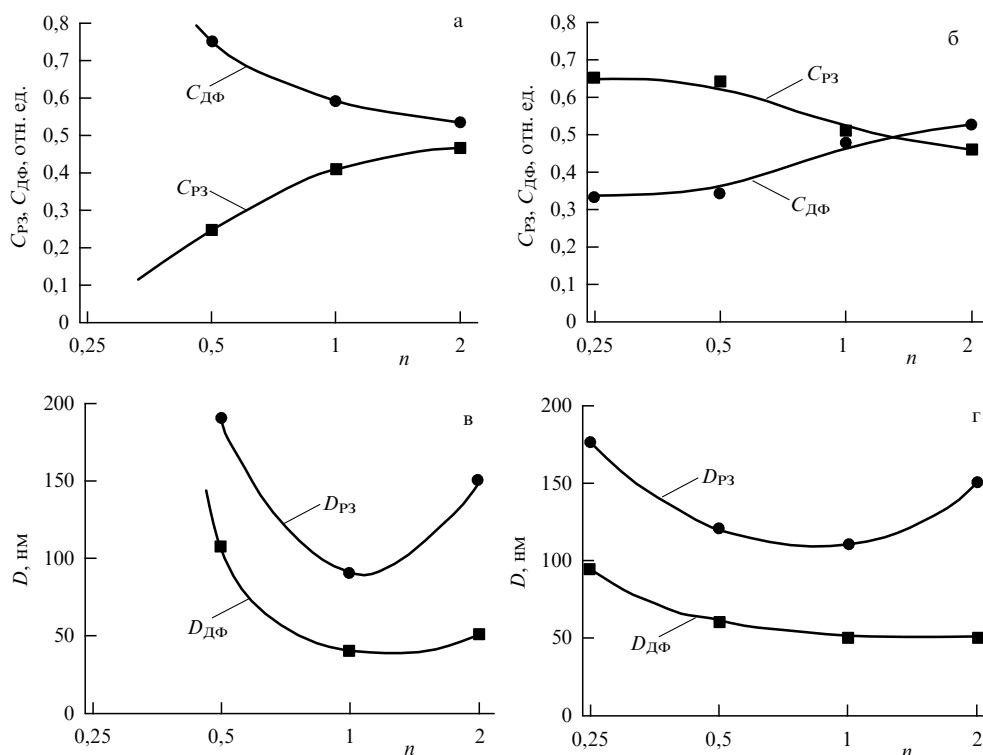 а
C_РЗ, C_ДФ, отн. ед.
0,8
0,7
0,6
0,5
0,4
0,3
0,2
0,1
0
C_ДФ
C_РЗ
0,25
0,5
1
n
2
б
C_РЗ, C_ДФ, отн. ед.
0,8
0,7
0,6
0,5
0,4
0,3
0,2
0,1
0
C_РЗ
C_ДФ
0,25
0,5
1
n
2
в
D, нм
200
150
100
50
0
D_РЗ
D_ДФ
0,25
0,5
1
n
2
г
D, нм
200
150
100
50
0
D_РЗ
D_ДФ
0,25
0,5
1
n
2